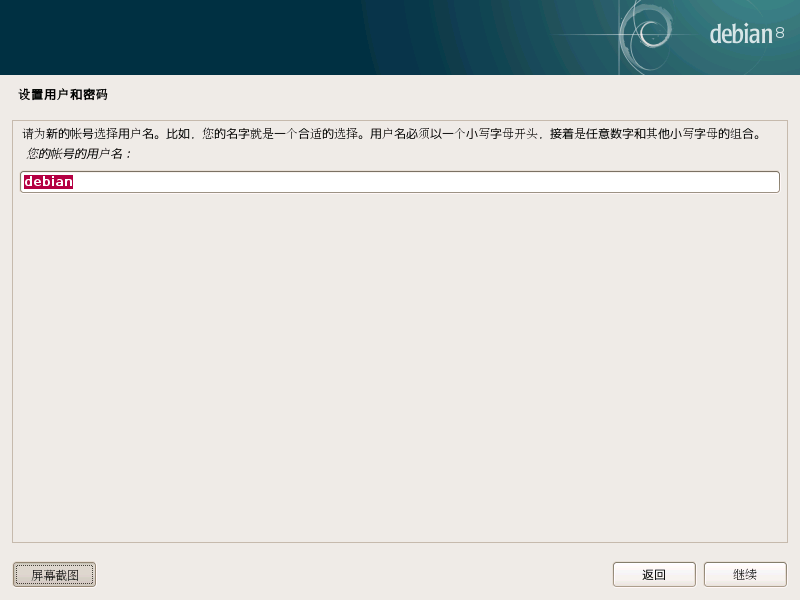 debian 8
设置用户和密码
请为新的帐号选择用户名。比如，您的名字就是一个合适的选择。用户名必须以一个小写字母开头，接着是任意数字和其他小写字母的组合。
您的帐号的用户名：
debian
屏幕截图
返回
继续